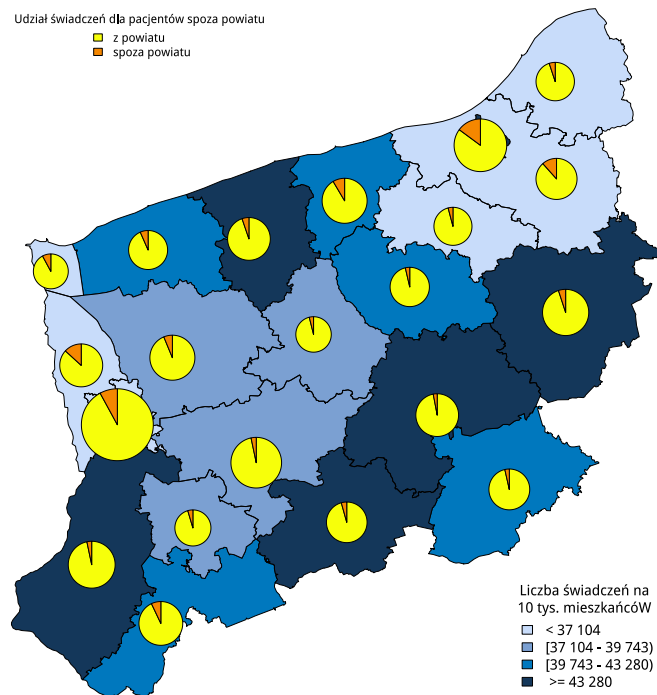 Udział świadczeń dla pacjentów spoza powiatu
z powiatu
spoza powiatu
Liczba świadczeń na
10 tys. mieszkańcóW
< 37 104
[37 104 - 39 743)
[39 743 - 43 280)
>= 43 280